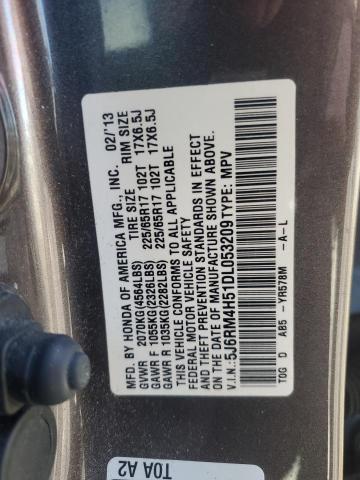 MFD. BY HONDA OF AMERICA MFG., INC. 02/'13
TIRE SIZE RIM SIZE
GVWR 2070KG(4564LBS)
GAWR F 1055KG(2326LBS) 225/65R17 102T 17X6.5J
GAWR R 1035KG(2282LBS) 225/65R17 102T 17X6.5J
THIS VEHICLE CONFORMS TO ALL APPLICABLE
FEDERAL MOTOR VEHICLE SAFETY
AND THEFT PREVENTION STANDARDS IN EFFECT
ON THE DATE OF MANUFACTURE SHOWN ABOVE.
V.I.N.: 5J6RM4H51DL053209 TYPE: MPV
T0G D A85 -YR578M -A-L
T0A A2